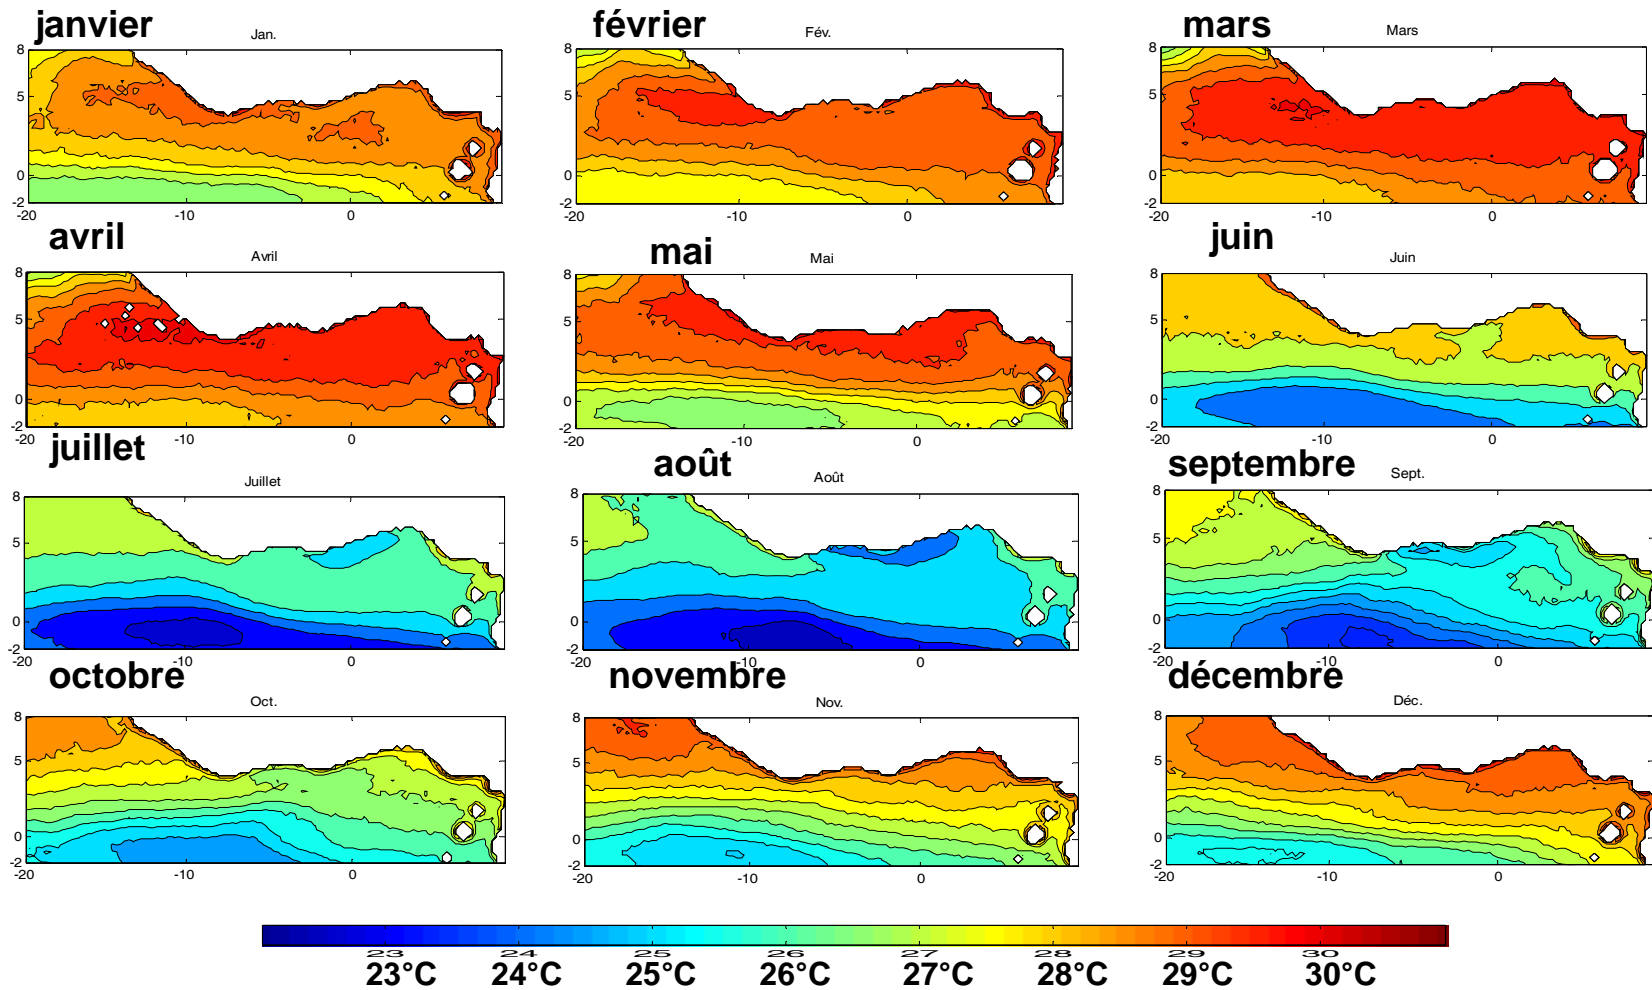 janvier février mars
Jan. Fév. Mars
8 8 8
5 5 5
0 0 0
-2 -2 -2
-20 -10 0 -20 -10 0 -20 -10 0
avril mai juin
Avril Mai Juin
8 8 8
5 5 5
0 0 0
-2 -2 -2
-20 -10 0 -20 -10 0 -20 -10 0
juillet août septembre
Juillet Août Sept.
8 8 8
5 5 5
0 0 0
-2 -2 -2
-20 -10 0 -20 -10 0 -20 -10 0
octobre novembre décembre
Oct. Nov. Déc.
8 8 8
5 5 5
0 0 0
-2 -2 -2
-20 -10 0 -20 -10 0 -20 -10 0
23 24 25 26 27 28 29 30
23°C 24°C 25°C 26°C 27°C 28°C 29°C 30°C